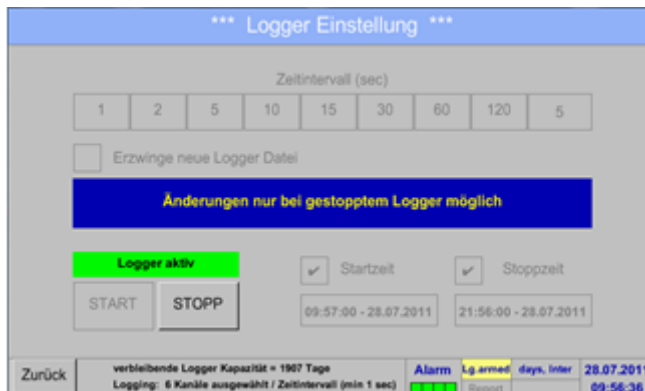 *** Logger Einstellung ***
Zeitintervall (sec)
1 2 5 10 15 30 60 120 5
Erzwinge neue Logger Datei
Änderungen nur bei gestopptem Logger möglich
Logger aktiv
Startzeit Stoppzeit
START STOPP 09:57:00 - 28.07.2011 21:56:00 - 28.07.2011
Zurück verbleibende Logger Kapazität = 1907 Tage Alarm Lg.armed days, Inter 28.07.2011
Logging: 6 Kanäle ausgewählt / Zeitintervall (min 1 sec) Report 09:56:36